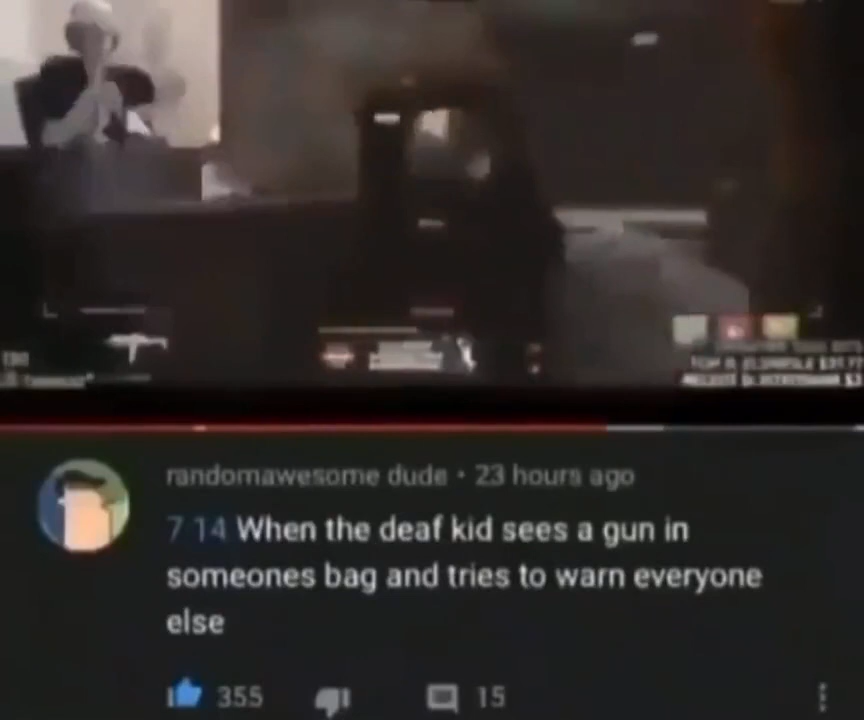 randomawesome dude • 23 hours ago
7 14 When the deaf kid sees a gun in
someones bag and tries to warn everyone
else
355
15